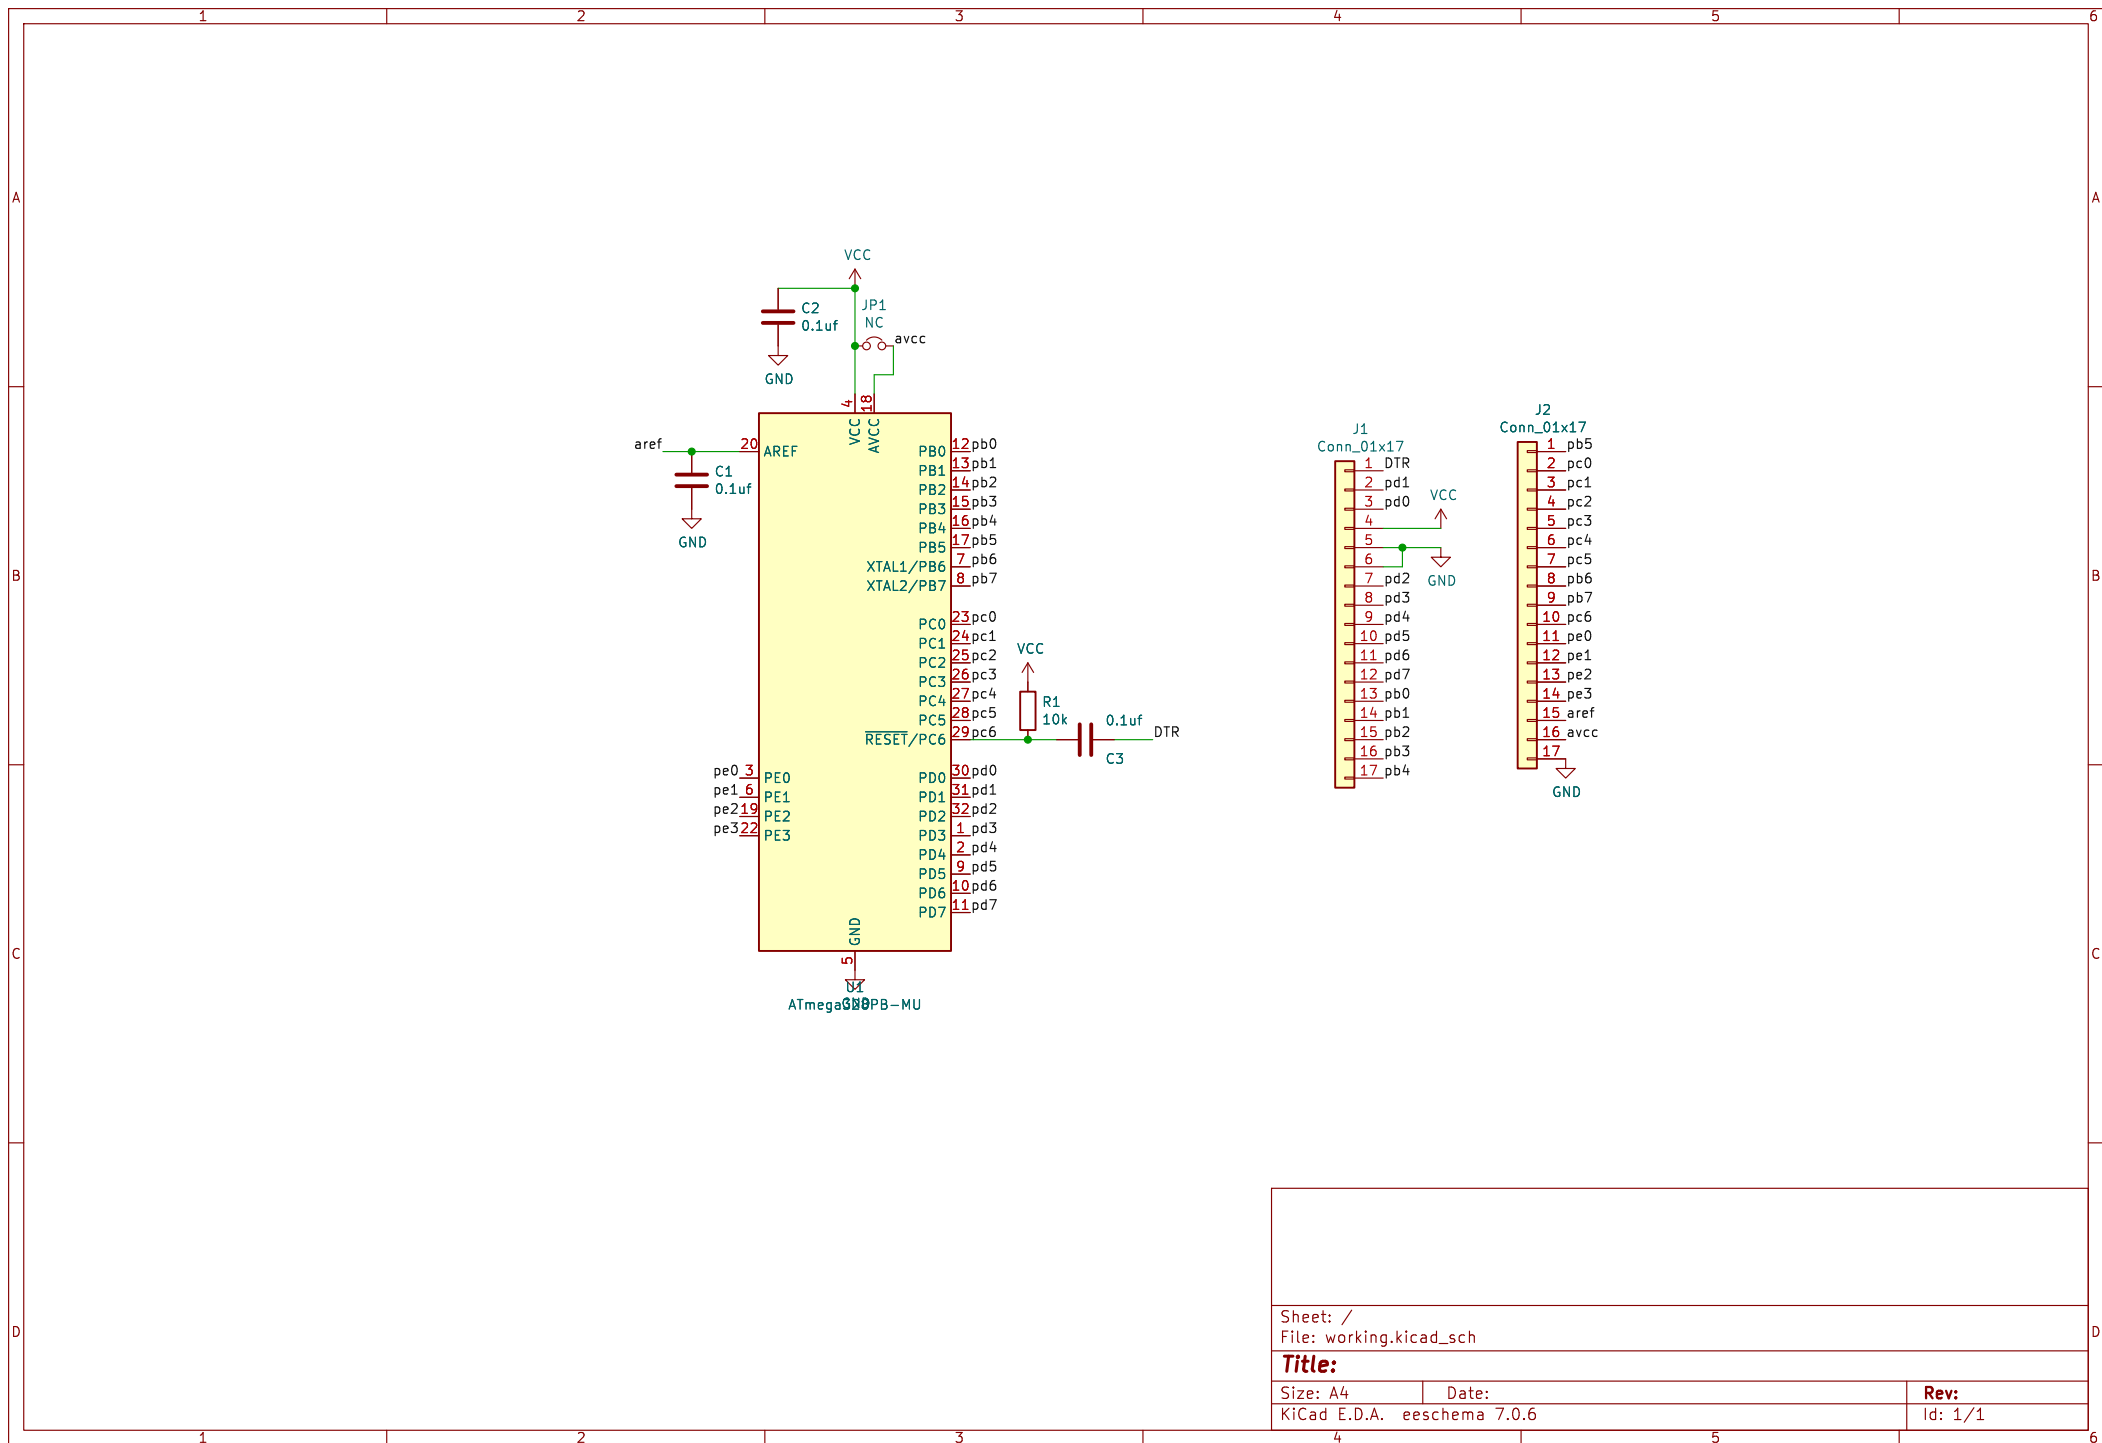 1 2 3 4 5 6
A A
B B
C C
D D
VCC
JP1
NC
C2
0.1uf
avcc
GND
4 18
VCC AVCC
aref
20 AREF
C1
0.1uf
GND
PB0 12 pb0
PB1 13 pb1
PB2 14 pb2
PB3 15 pb3
PB4 16 pb4
PB5 17 pb5
XTAL1/PB6 7 pb6
XTAL2/PB7 8 pb7
PC0 23 pc0
PC1 24 pc1
PC2 25 pc2
PC3 26 pc3
PC4 27 pc4
PC5 28 pc5
RESET/PC6 29 pc6
VCC
R1
10k
0.1uf
C3
DTR
pe0 3 PE0
pe1 6 PE1
pe2 19 PE2
pe3 22 PE3
PD0 30 pd0
PD1 31 pd1
PD2 32 pd2
PD3 1 pd3
PD4 2 pd4
PD5 9 pd5
PD6 10 pd6
PD7 11 pd7
GND
5
U1
GND
ATmega328PB-MU
J1
Conn_01x17
1 DTR
2 pd1
3 pd0
4
VCC
5
6
GND
7 pd2
8 pd3
9 pd4
10 pd5
11 pd6
12 pd7
13 pb0
14 pb1
15 pb2
16 pb3
17 pb4
J2
Conn_01x17
1 pb5
2 pc0
3 pc1
4 pc2
5 pc3
6 pc4
7 pc5
8 pb6
9 pb7
10 pc6
11 pe0
12 pe1
13 pe2
14 pe3
15 aref
16 avcc
17
GND
Sheet: /
File: working.kicad_sch
Title:
Size: A4 Date: Rev:
KiCad E.D.A. eeschema 7.0.6 Id: 1/1
1 2 3 4 5 6